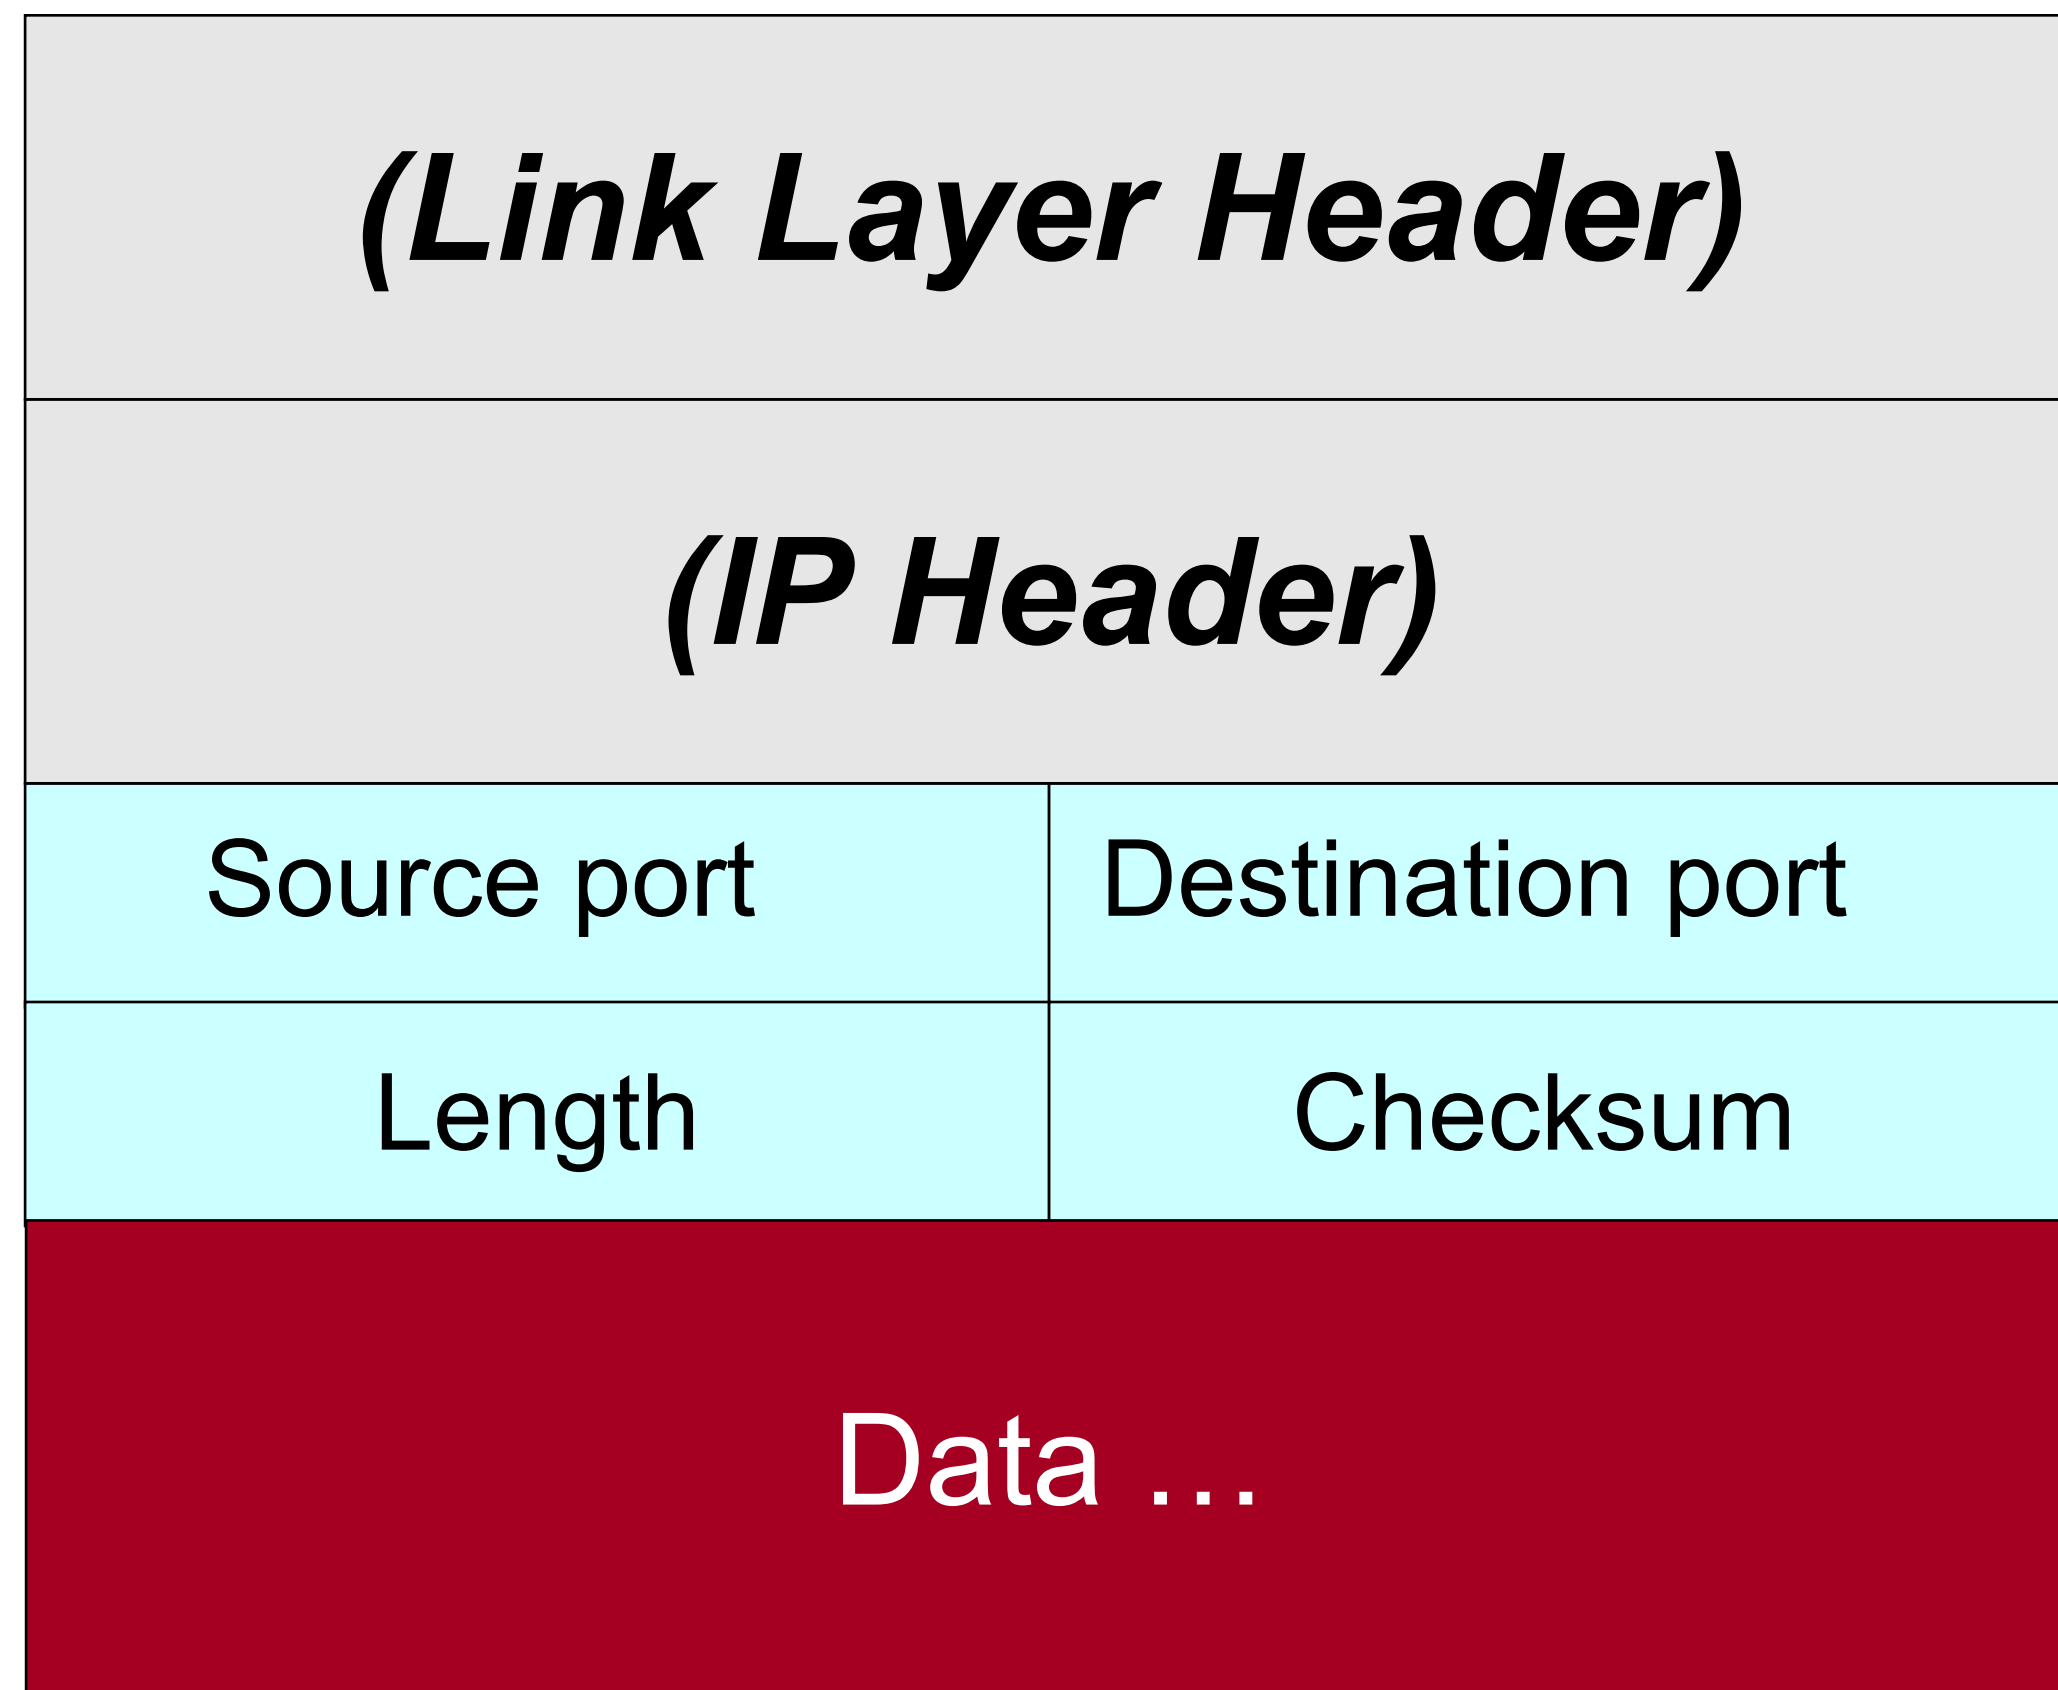 (Link Layer Header)
(IP Header)
Source port
Destination port
Length
Checksum
Data ...